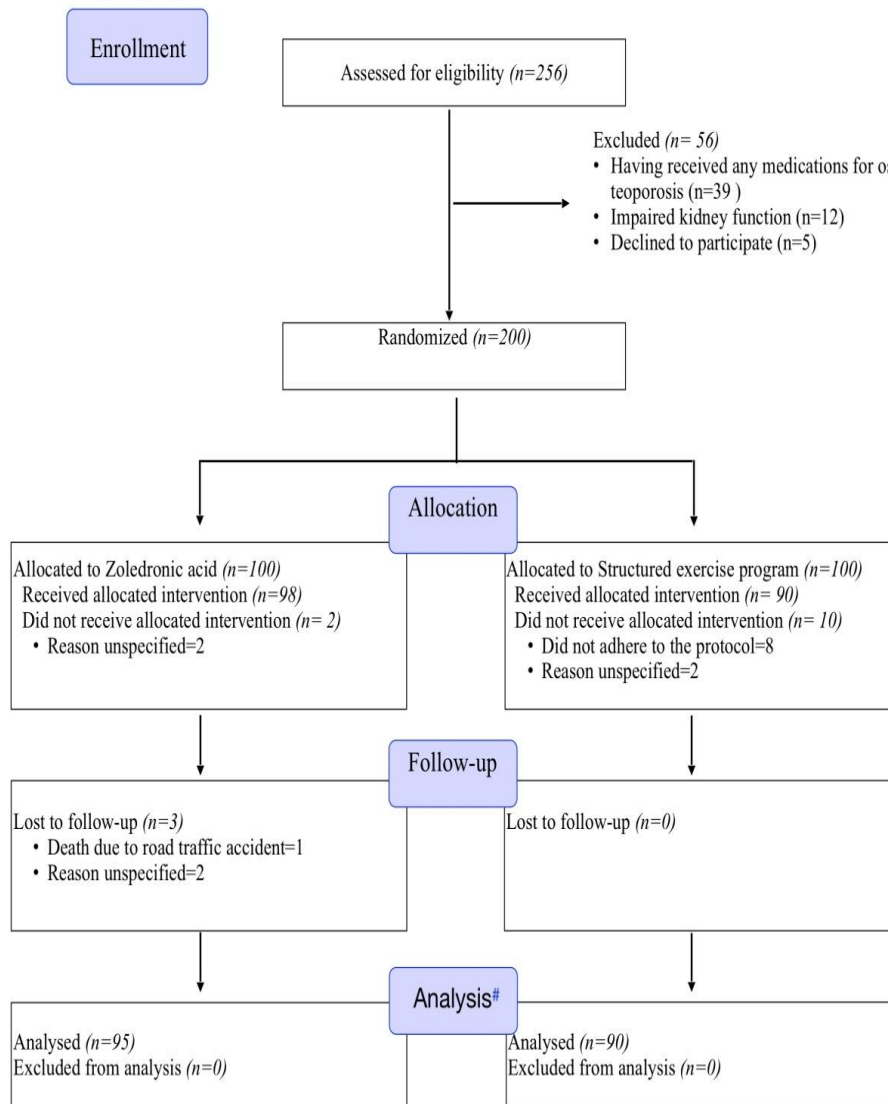 Enrollment
Assessed for eligibility (n=256)
Excluded (n= 56)
• Having received any medications for os
teoporosis (n=39 )
• Impaired kidney function (n=12)
• Declined to participate (n=5)
Randomized (n=200)
Allocation
Allocated to Zoledronic acid (n=100)
Received allocated intervention (n=98)
Did not receive allocated intervention (n= 2)
• Reason unspecified=2
Allocated to Structured exercise program (n=100)
Received allocated intervention (n= 90)
Did not receive allocated intervention (n= 10)
• Did not adhere to the protocol=8
• Reason unspecified=2
Follow-up
Lost to follow-up (n=3)
• Death due to road traffic accident=1
• Reason unspecified=2
Lost to follow-up (n=0)
Analysis#
Analysed (n=95)
Excluded from analysis (n=0)
Analysed (n=90)
Excluded from analysis (n=0)